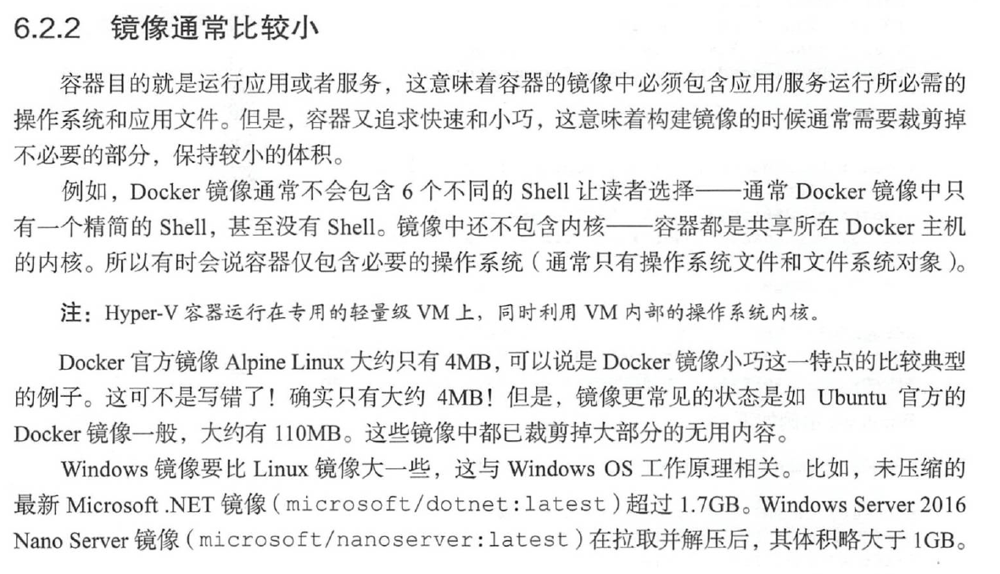 6.2.2 镜像通常比较小
容器目的就是运行应用或者服务，这意味着容器的镜像中必须包含应用/服务运行所必需的
操作系统和应用文件。但是，容器又追求快速和小巧，这意味着构建镜像的时候通常需要裁剪掉
不必要的部分，保持较小的体积。
例如，Docker 镜像通常不会包含 6 个不同的 Shell 让读者选择——通常 Docker 镜像中只
有一个精简的 Shell，甚至没有 Shell。镜像中还不包含内核——容器都是共享所在 Docker 主机
的内核。所以有时会说容器仅包含必要的操作系统（通常只有操作系统文件和文件系统对象）。
注：Hyper-V 容器运行在专用的轻量级 VM 上，同时利用 VM 内部的操作系统内核。
Docker 官方镜像 Alpine Linux 大约只有 4MB，可以说是 Docker 镜像小巧这一特点的比较典型
的例子。这可不是写错了！确实只有大约 4MB！但是，镜像更常见的状态是如 Ubuntu 官方的
Docker 镜像一般，大约有 110MB。这些镜像中都已裁剪掉大部分的无用内容。
Windows 镜像要比 Linux 镜像大一些，这与 Windows OS 工作原理相关。比如，未压缩的
最新 Microsoft .NET 镜像（microsoft/dotnet:latest）超过 1.7GB。Windows Server 2016
Nano Server 镜像（microsoft/nanoserver:latest）在拉取并解压后，其体积略大于 1GB。